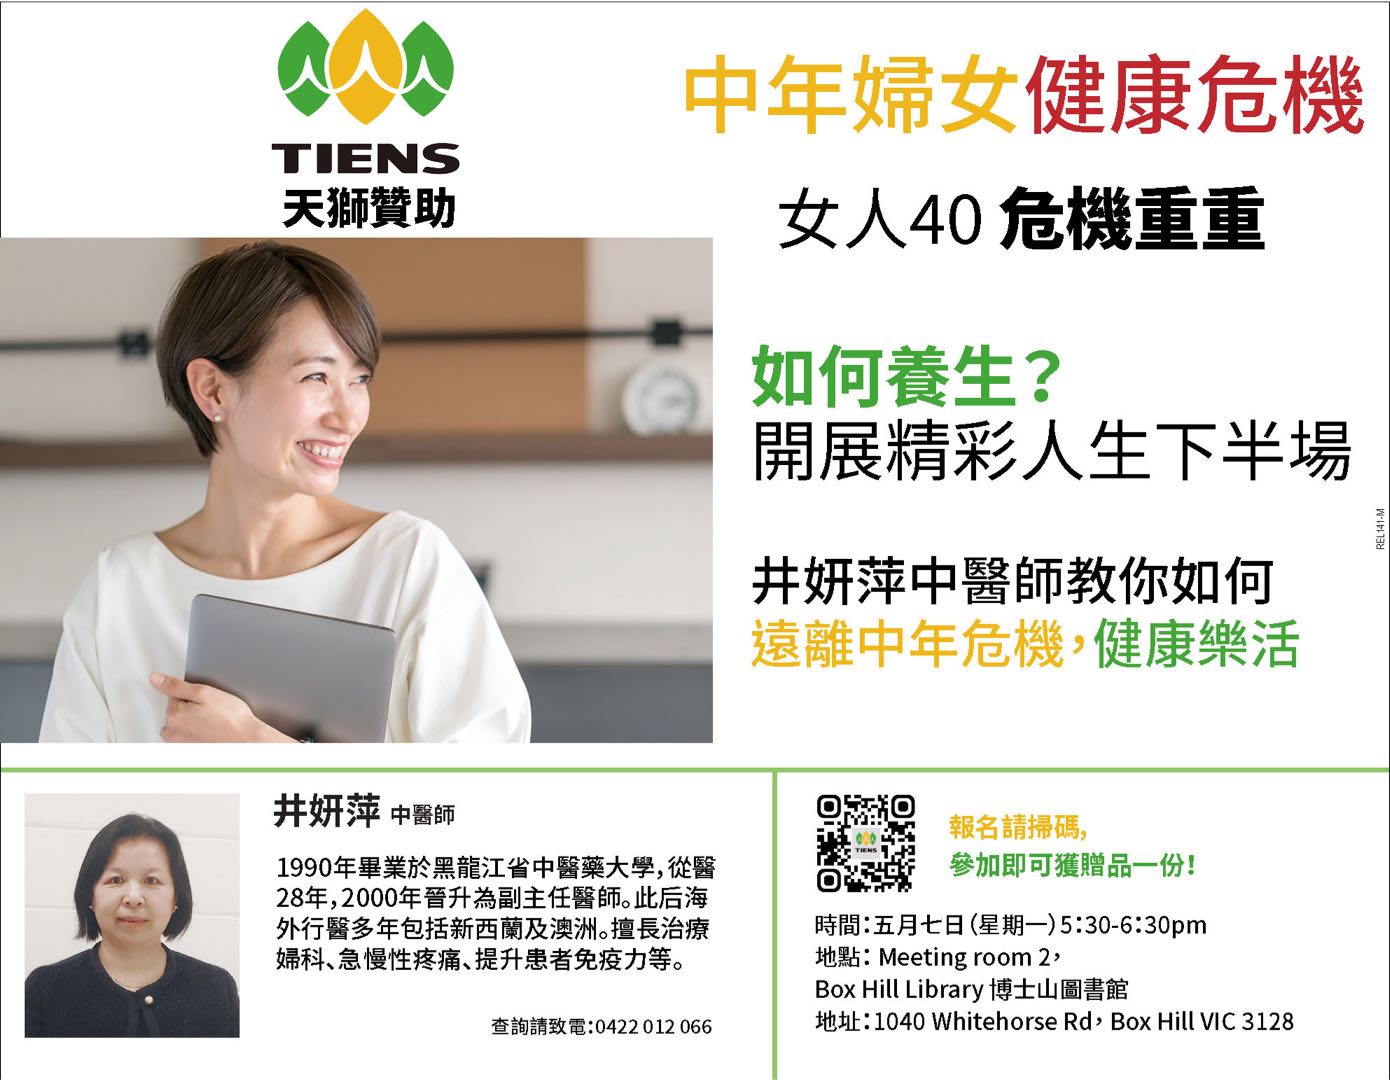 TIENS
天獅贊助
中年婦女健康危機
女人40 危機重重
如何養生？
開展精彩人生下半場
REL141-M
井妍萍中醫師教你如何
遠離中年危機，健康樂活
井妍萍 中醫師
1990年畢業於黑龍江省中醫藥大學，從醫
28年，2000年晉升為副主任醫師。此后海
外行醫多年包括新西蘭及澳洲。擅長治療
婦科、急慢性疼痛、提升患者免疫力等。
查詢請致電：0422 012 066
TIENS
報名請掃碼，
參加即可獲贈品一份！
時間：五月七日（星期一）5：30-6：30pm
地點： Meeting room 2，
Box Hill Library 博士山圖書館
地址：1040 Whitehorse Rd， Box Hill VIC 3128